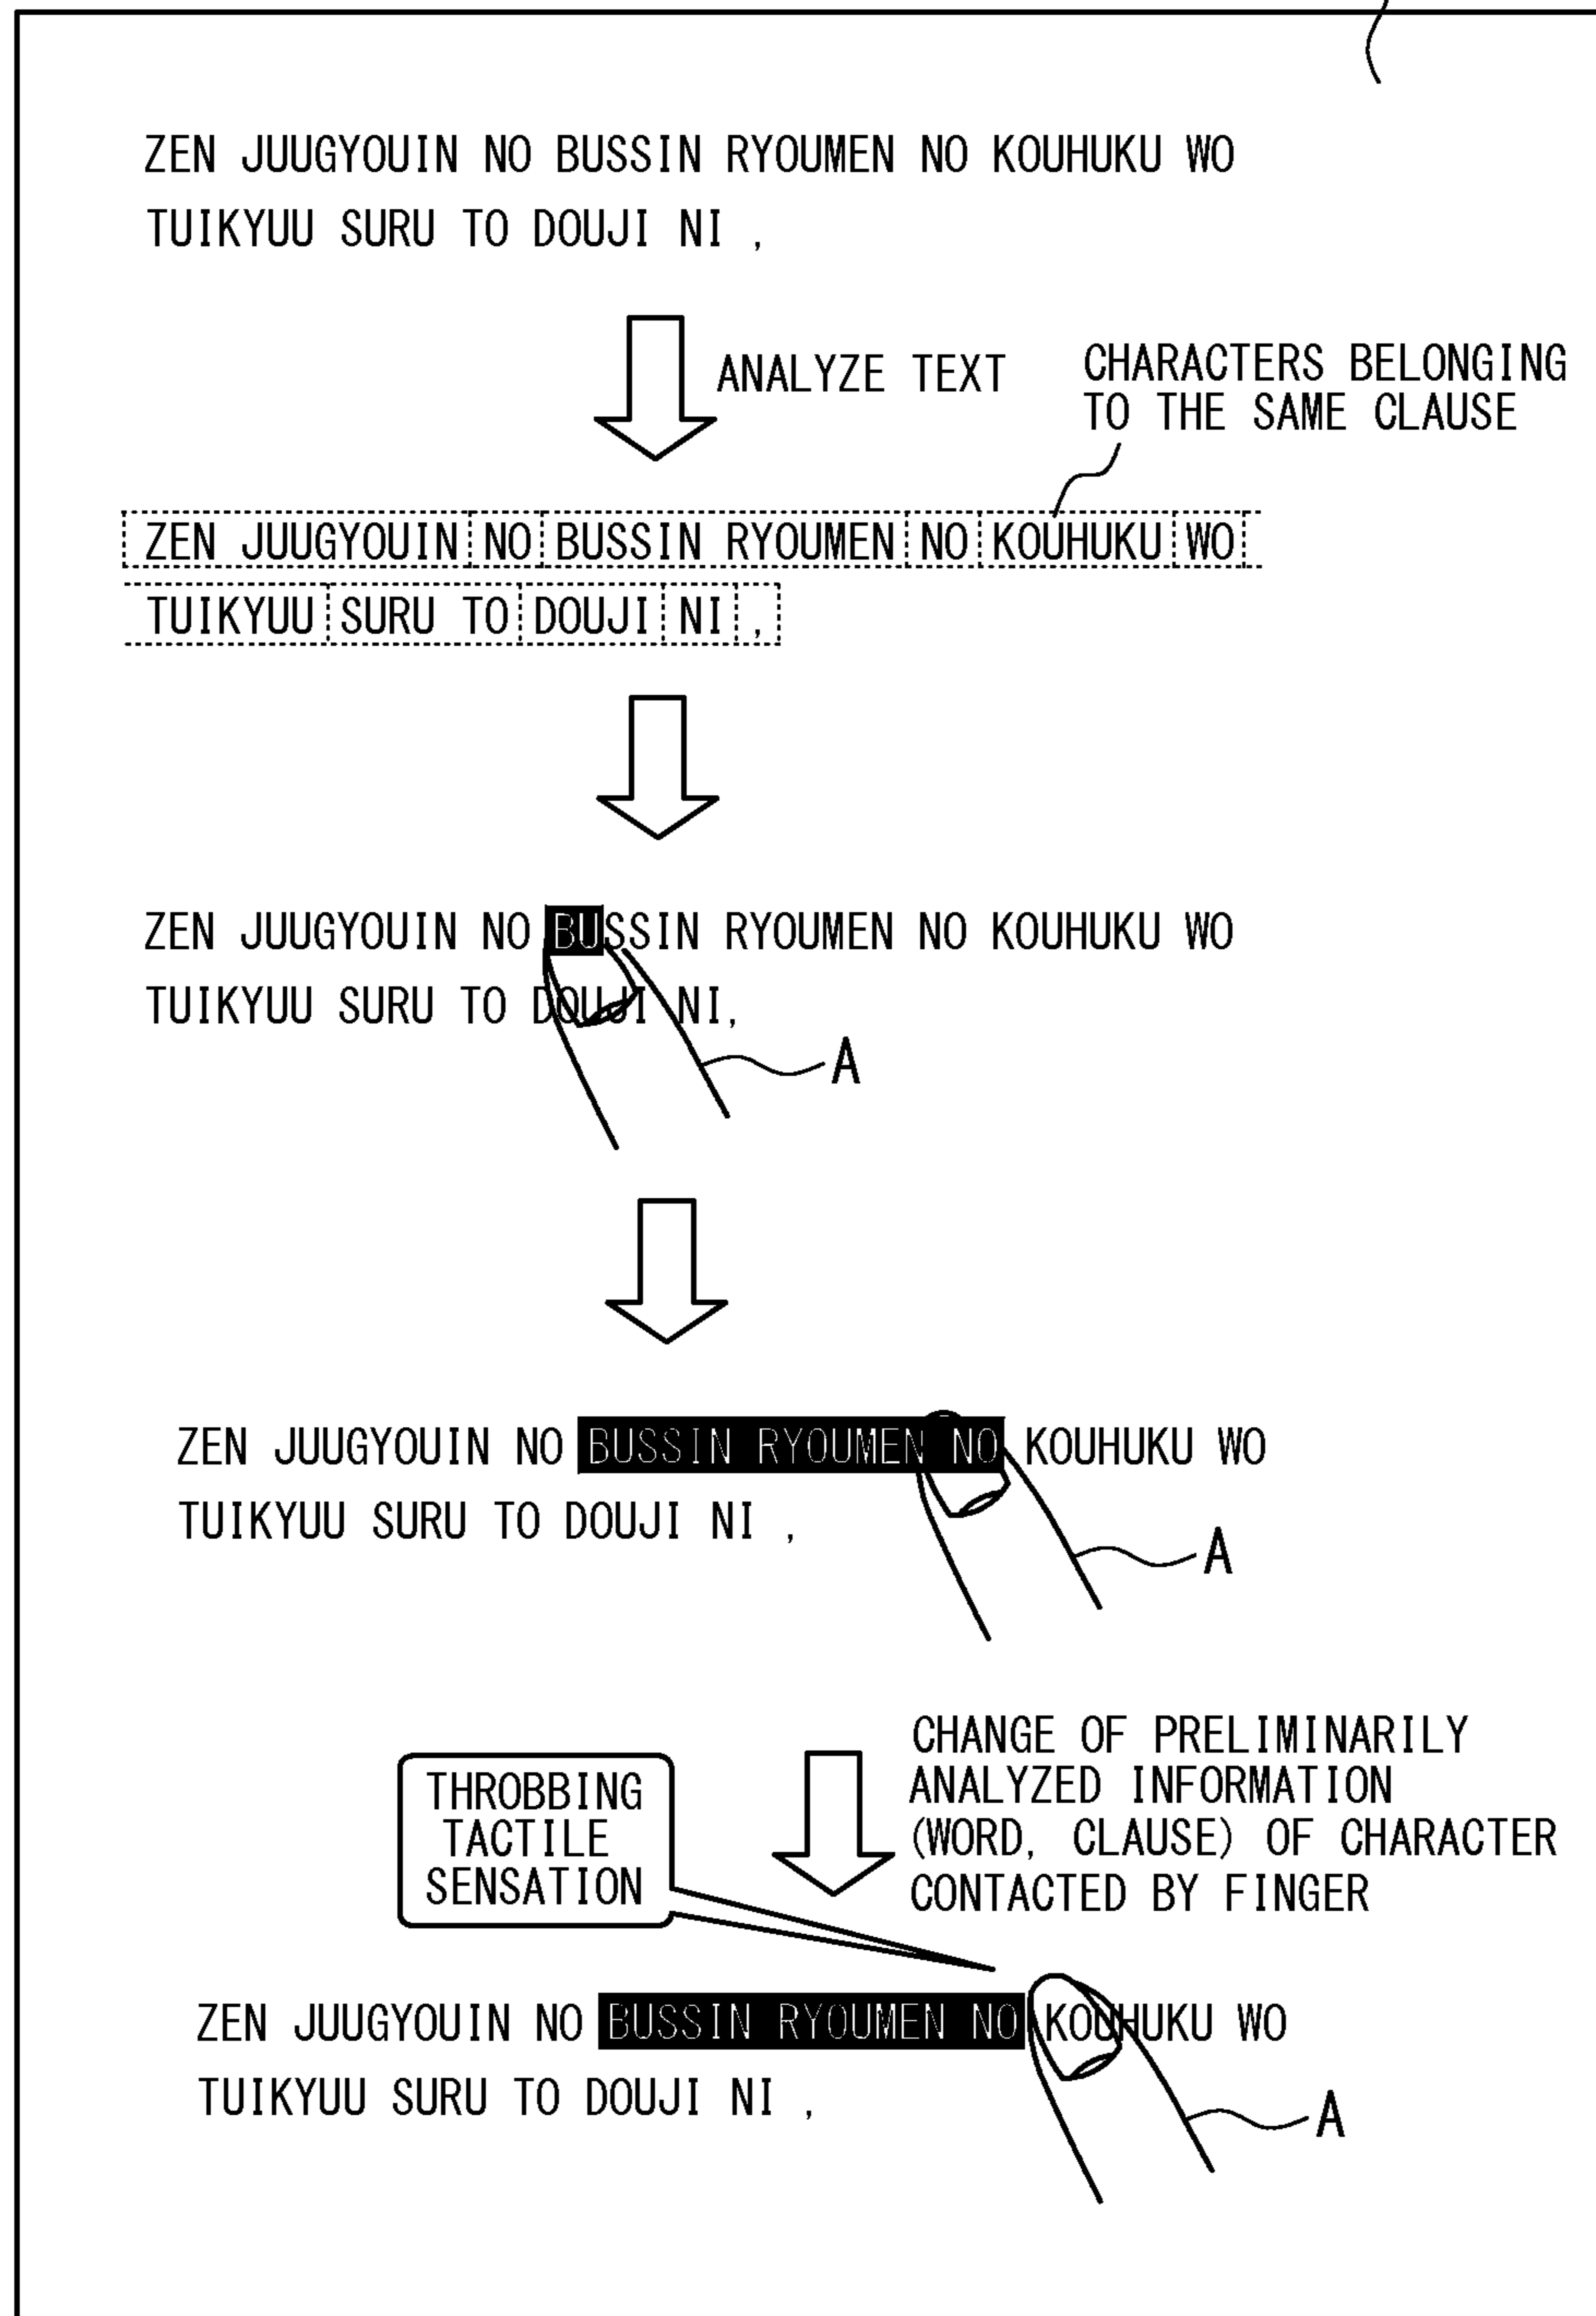 ZEN JUUGYOUIN NO BUSSIN RYOUMEN NO KOUHUKU WO
TUIKYUU SURU TO DOUJI NI ,
ANALYZE TEXT
CHARACTERS BELONGING
TO THE SAME CLAUSE
ZEN JUUGYOUIN NO BUSSIN RYOUMEN NO KOUHUKU WO
TUIKYUU SURU TO DOUJI NI ,
ZEN JUUGYOUIN NO BUSSIN RYOUMEN NO KOUHUKU WO
TUIKYUU SURU TO DOUJI NI,
A
ZEN JUUGYOUIN NO BUSSIN RYOUMEN NO KOUHUKU WO
TUIKYUU SURU TO DOUJI NI ,
A
CHANGE OF PRELIMINARILY
ANALYZED INFORMATION
(WORD, CLAUSE) OF CHARACTER
CONTACTED BY FINGER
THROBBING
TACTILE
SENSATION
ZEN JUUGYOUIN NO BUSSIN RYOUMEN NO KOUHUKU WO
TUIKYUU SURU TO DOUJI NI ,
A